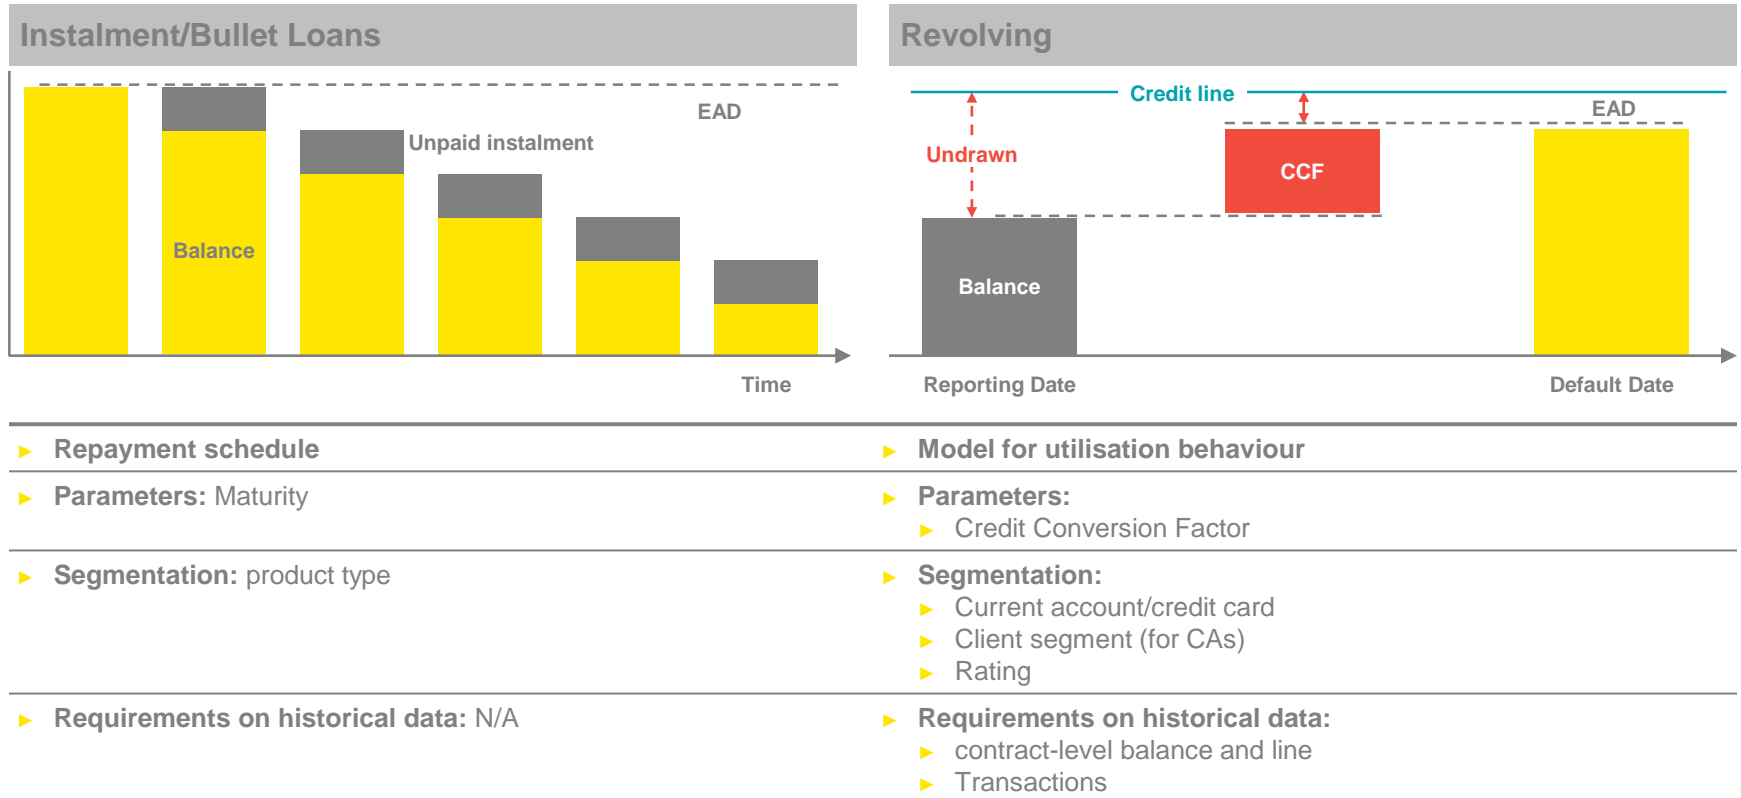 Instalment/Bullet Loans
EAD
Unpaid instalment
Balance
Time
Revolving
Credit line
EAD
Undrawn
CCF
Balance
Reporting Date
Default Date
► Repayment schedule
► Parameters: Maturity
► Segmentation: product type
► Requirements on historical data: N/A
► Model for utilisation behaviour
► Parameters:
► Credit Conversion Factor
► Segmentation:
► Current account/credit card
► Client segment (for CAs)
► Rating
► Requirements on historical data:
► contract-level balance and line
► Transactions